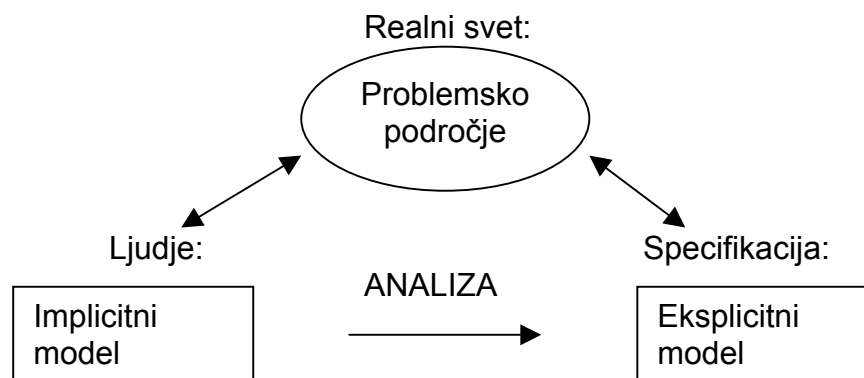 Realni svet:
Problemsko
področje
Ljudje:
Specifikacija:
ANALIZA
Implicitni
model
Eksplicitni
model